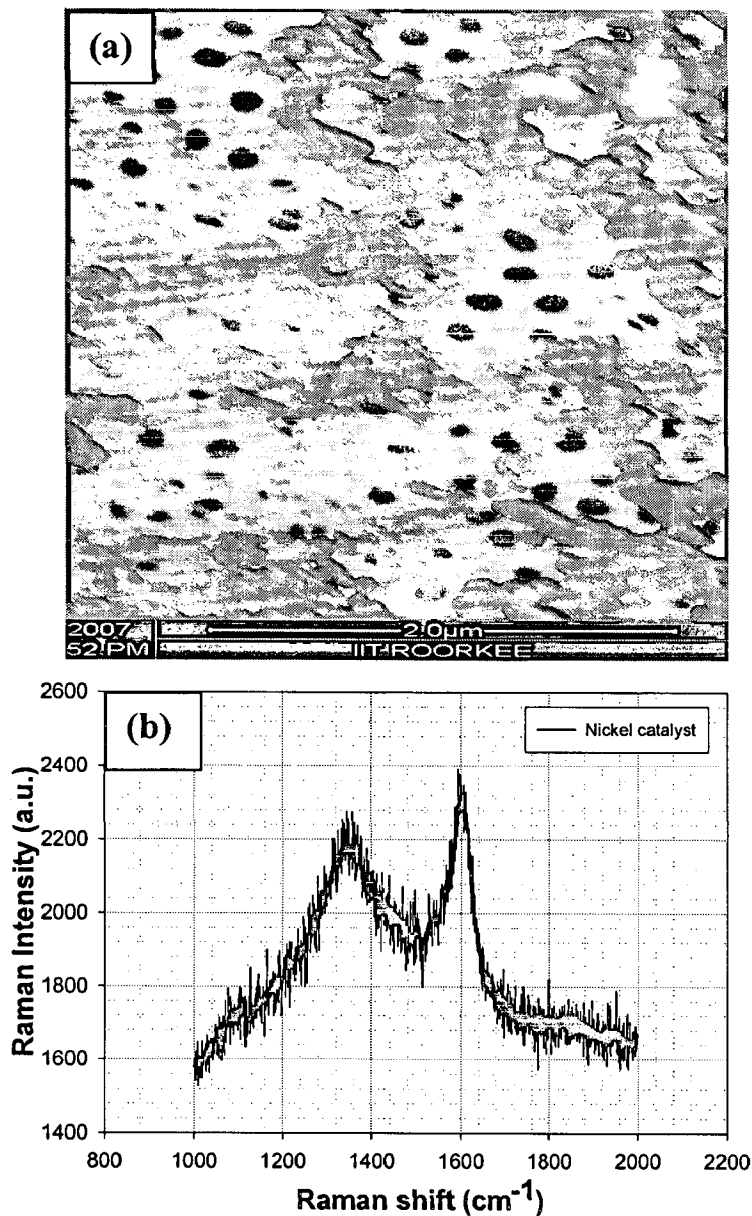 (a)
2007
2.0µm
52 PM
IIT-ROORKEE
(b)
Nickel catalyst
2600
2400
2200
2000
1800
1600
1400
Raman Intensity (a.u.)
800 1000 1200 1400 1600 1800 2000 2200
Raman shift (cm⁻¹)